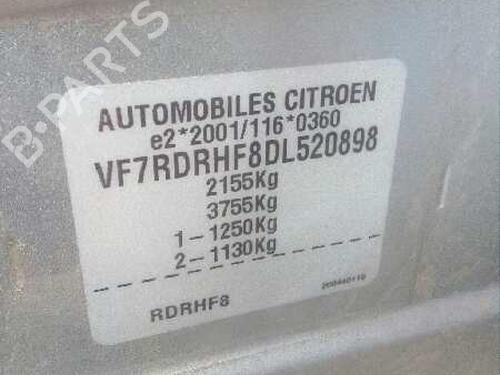 B-PARTS
AUTOMOBILES CITROEN
e2*2001/116*0360
VF7RDRHF8DL520898
2155Kg
3755Kg
1-1250Kg
2-1130Kg
RDRHF8